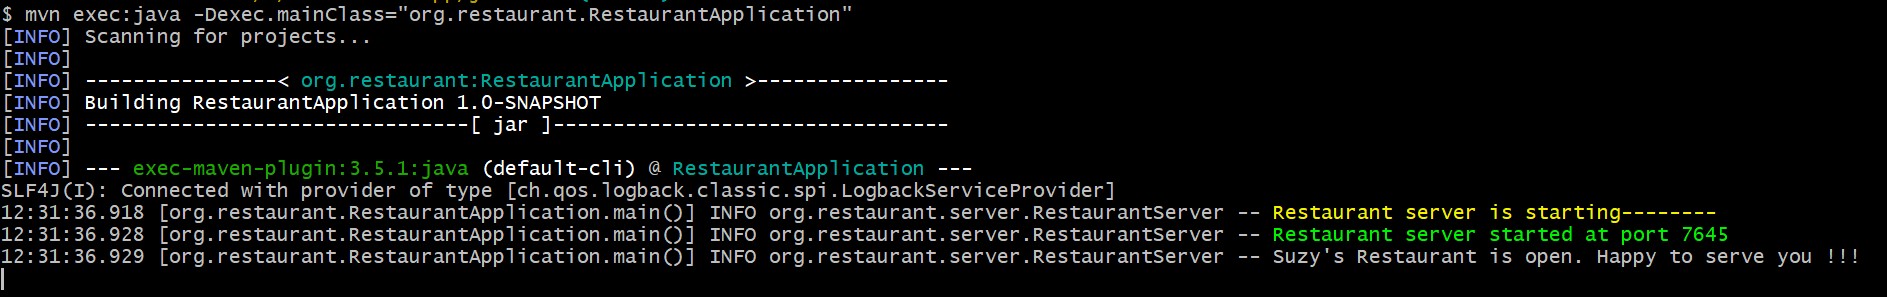 $ mvn exec:java -Dexec.mainClass="org.restaurant.RestaurantApplication"
[INFO] Scanning for projects...
[INFO]
[INFO] ----------------< org.restaurant:RestaurantApplication >----------------
[INFO] Building RestaurantApplication 1.0-SNAPSHOT
[INFO] --------------------------------[ jar ]---------------------------------
[INFO]
[INFO] --- exec-maven-plugin:3.5.1:java (default-cli) @ RestaurantApplication ---
SLF4J(I): Connected with provider of type [ch.qos.logback.classic.spi.LogbackServiceProvider]
12:31:36.918 [org.restaurant.RestaurantApplication.main()] INFO org.restaurant.server.RestaurantServer -- Restaurant server is starting--------
12:31:36.928 [org.restaurant.RestaurantApplication.main()] INFO org.restaurant.server.RestaurantServer -- Restaurant server started at port 7645
12:31:36.929 [org.restaurant.RestaurantApplication.main()] INFO org.restaurant.server.RestaurantServer -- Suzy's Restaurant is open. Happy to serve you !!!